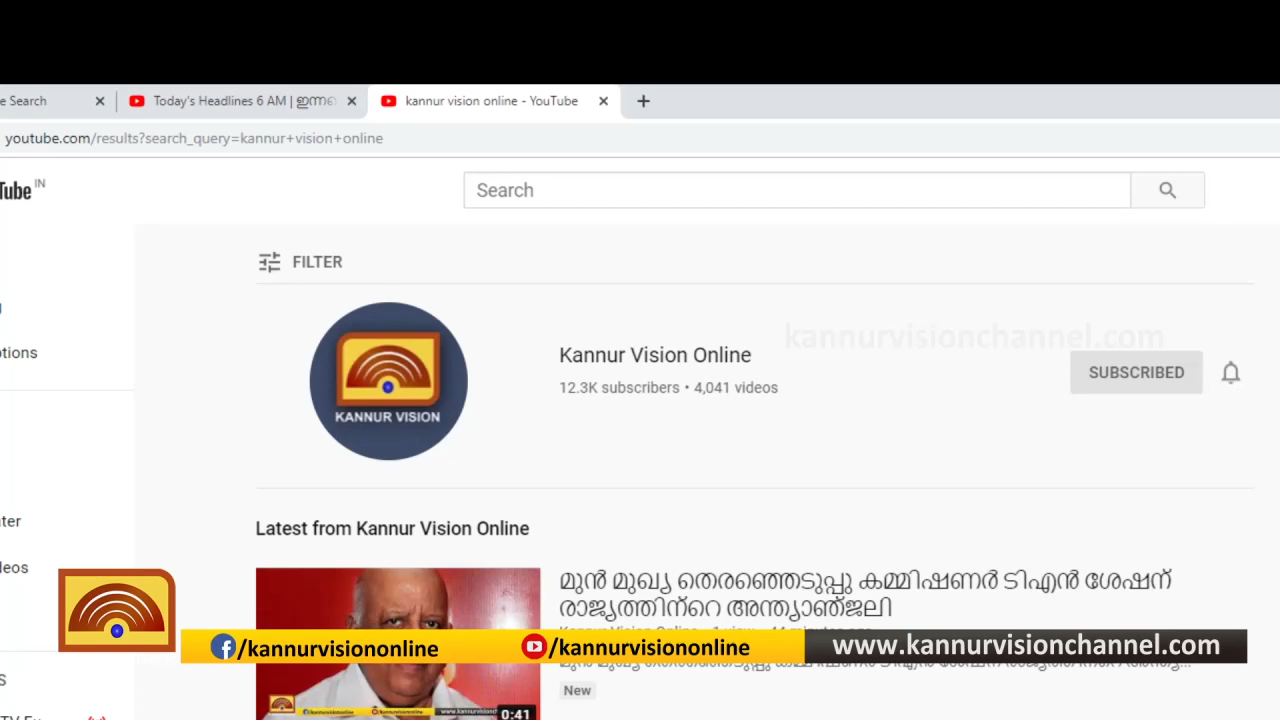 e Search
Today's Headlines 6 AM | ഇന്നത്
kannur vision online - YouTube
youtube.com/results?search_query=kannur+vision+online
Tube IN
Search
FILTER
kannurvisionchannel.com
Kannur Vision Online
12.3K subscribers • 4,041 videos
SUBSCRIBED
KANNUR VISION
ptions
Latest from Kannur Vision Online
ter
eos
മുൻ മുഖ്യ തെരഞ്ഞെടുപ്പു കമ്മിഷണർ ടിഎൻ ശേഷന്
രാജ്യത്തിന്റെ അന്ത്യാഞ്ജലി
/kannurvisiononline
/kannurvisiononline
www.kannurvisionchannel.com
New
0:41